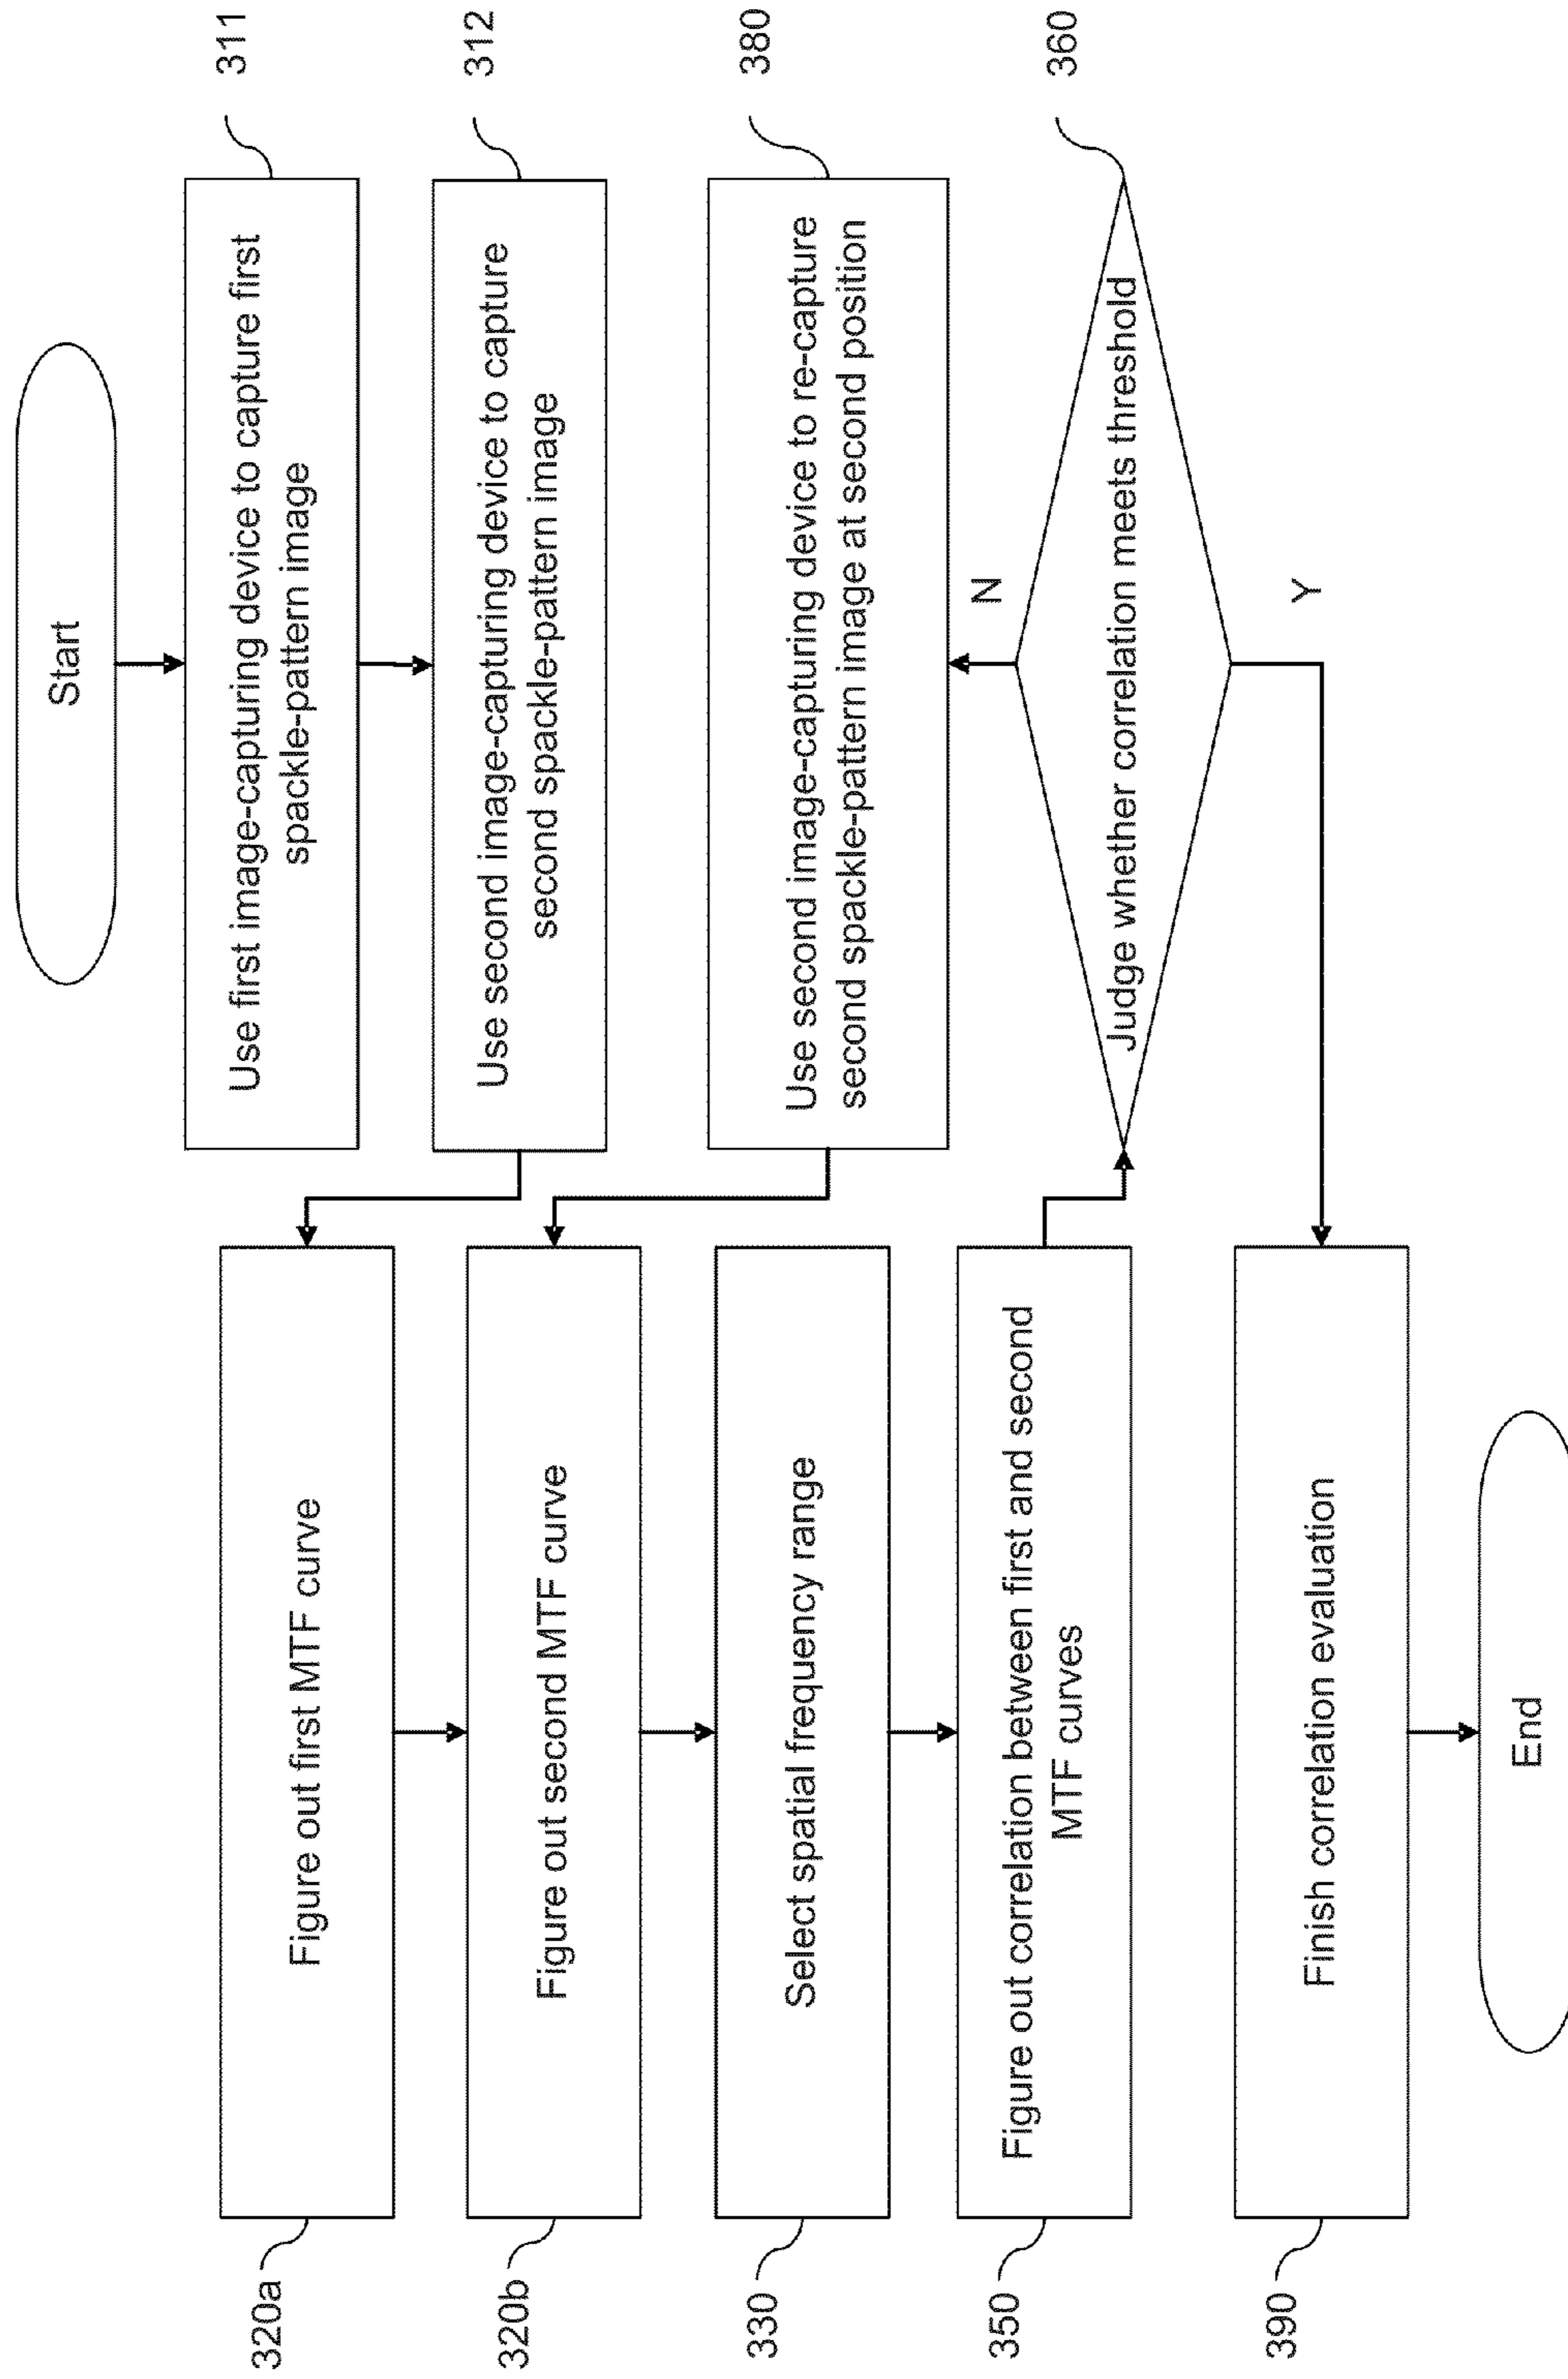 Start
Use first image-capturing device to capture first
spackle-pattern image
311
Use second image-capturing device to capture
second spackle-pattern image
312
320a
Figure out first MTF curve
320b
Figure out second MTF curve
330
Select spatial frequency range
350
Figure out correlation between first and second
MTF curves
Judge whether correlation meets threshold
360
N
Use second image-capturing device to re-capture
second spackle-pattern image at second position
380
Y
390
Finish correlation evaluation
End